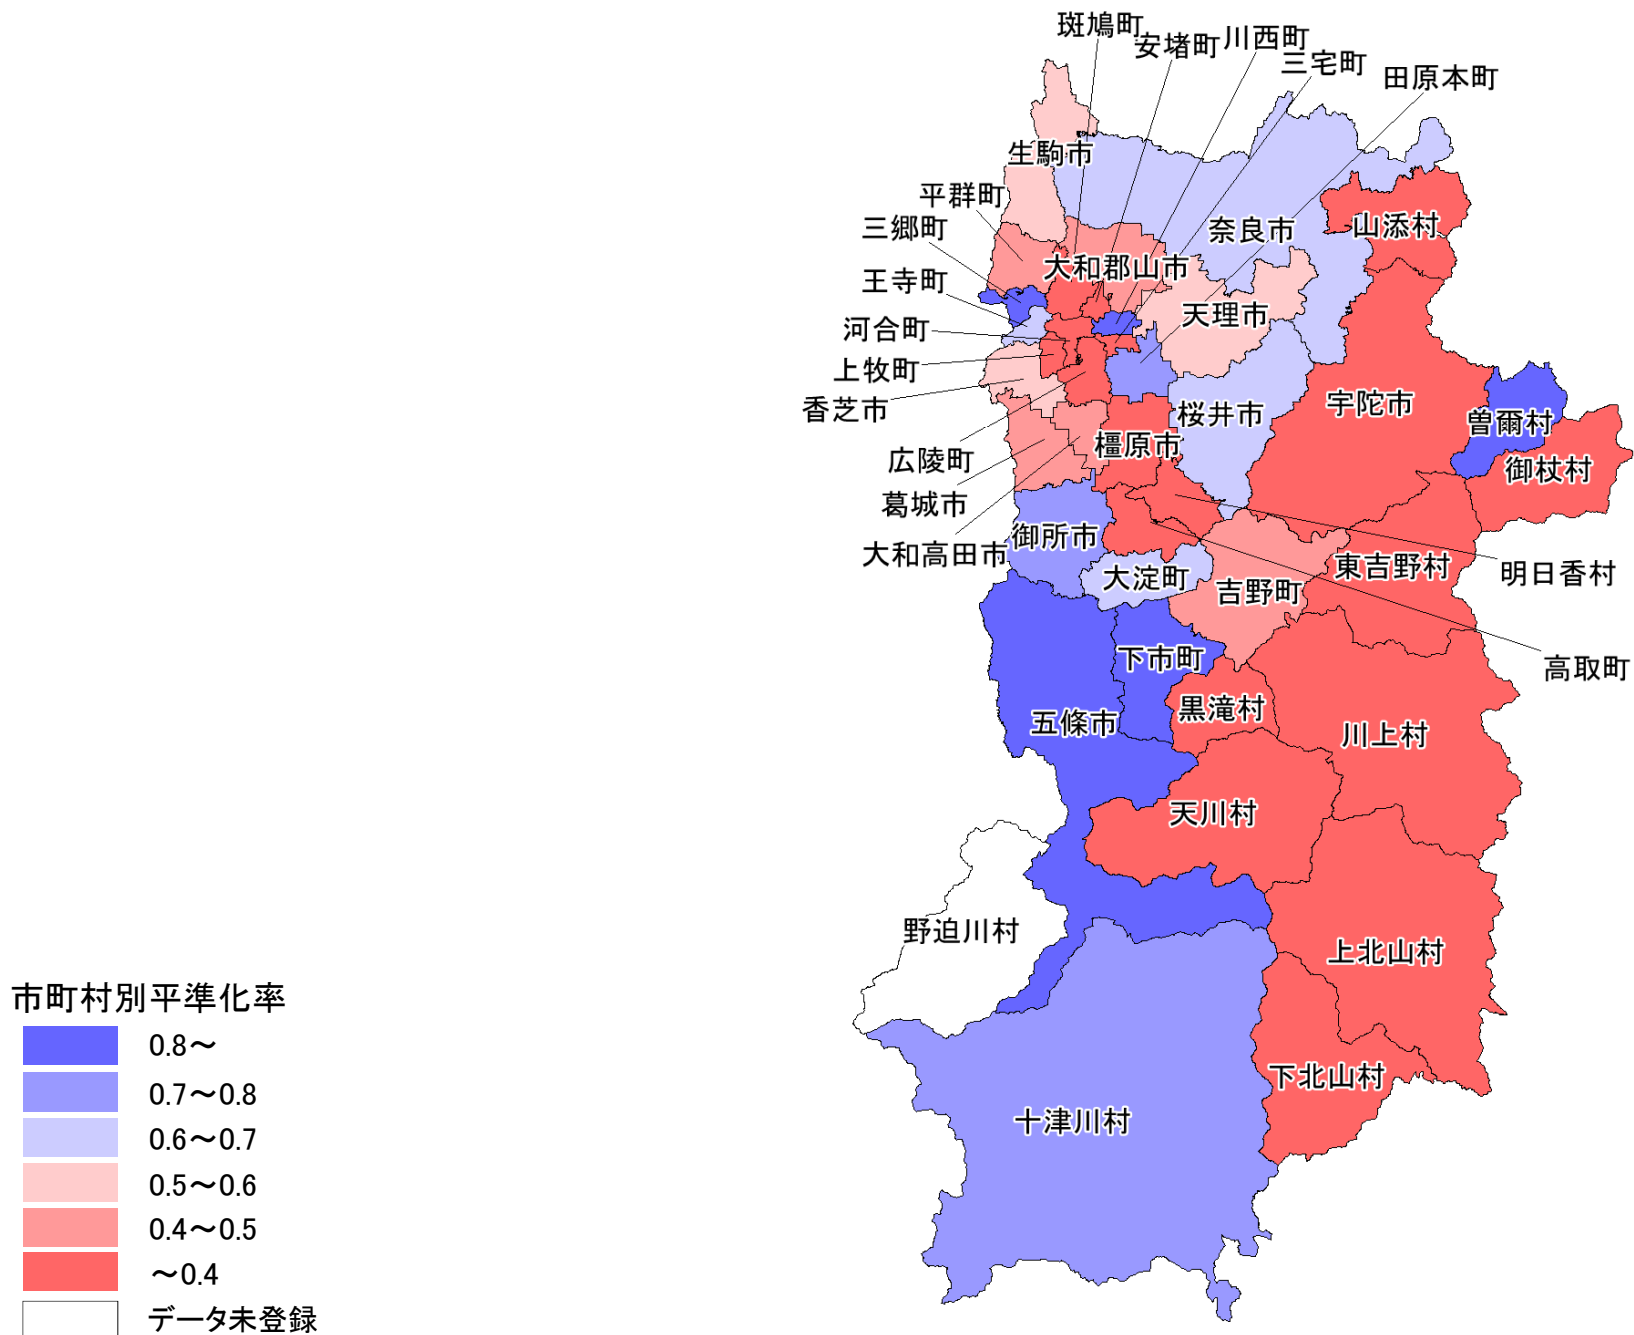 斑鳩町
安堵町
川西町
三宅町
田原本町
生駒市
平群町
三郷町
奈良市
山添村
大和郡山市
王寺町
天理市
河合町
上牧町
香芝市
宇陀市
桜井市
曽爾村
橿原市
広陵町
御杖村
葛城市
御所市
大和高田市
東吉野村
明日香村
大淀町
吉野町
下市町
高取町
黒滝村
五條市
川上村
天川村
野迫川村
上北山村
下北山村
十津川村
市町村別平準化率
0.8～
0.7～0.8
0.6～0.7
0.5～0.6
0.4～0.5
～0.4
データ未登録